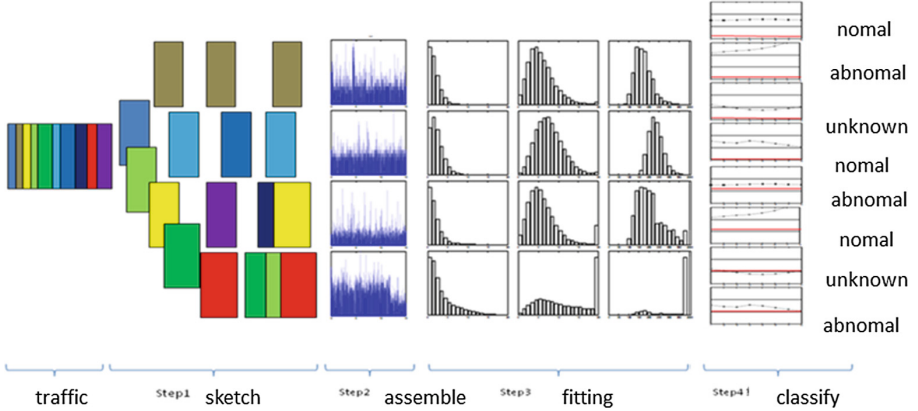 nomal
abnomal
unknown
nomal
abnomal
nomal
unknown
abnomal
traffic Step1 sketch Step2 assemble Step3 fitting Step4! classify